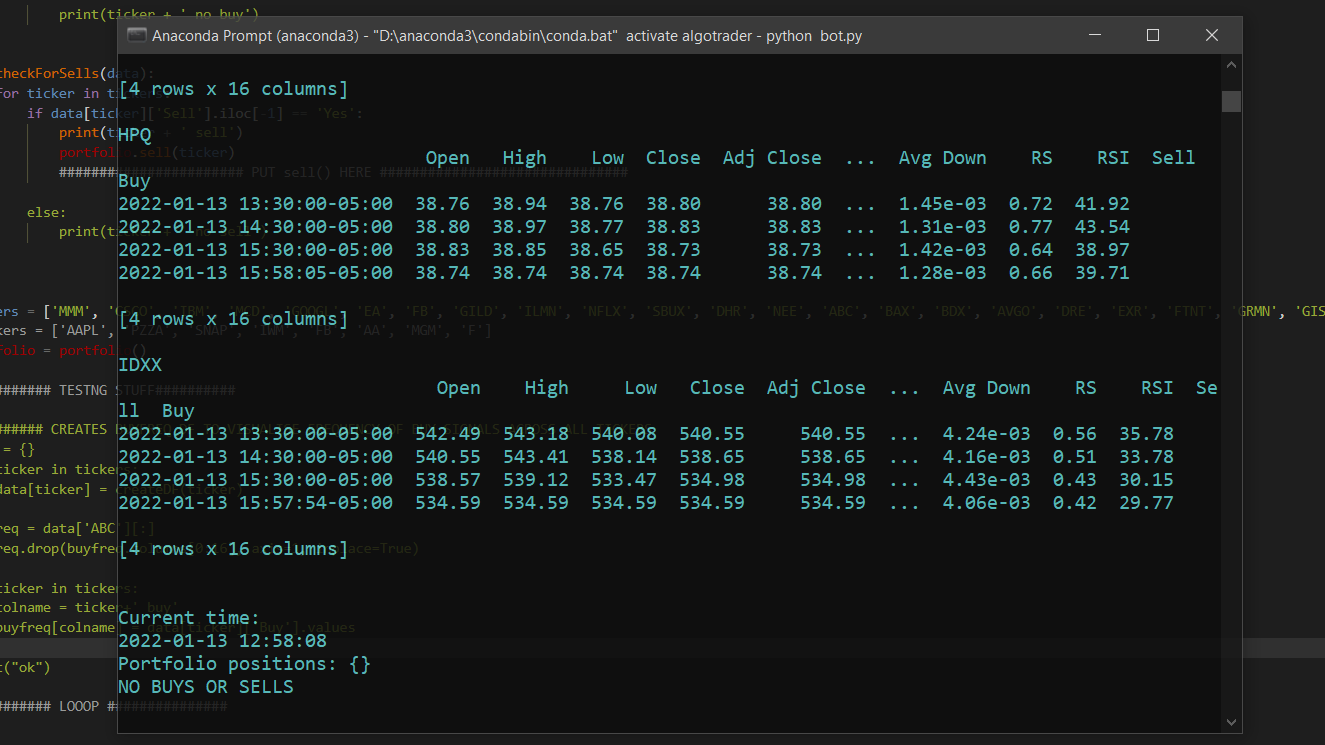 print(ticker + ' no buy')
Anaconda Prompt (anaconda3) - "D:\anaconda3\condabin\conda.bat"  activate algotrader - python  bot.py
checkForSells(data):
for ticker in
if data[ticker]['Sell'].iloc[-1] == 'Yes':
print(ticker + ' sell')
portfolio.sell(ticker)
PUT sell() HERE ###############################
else:
[4 rows x 16 columns]
HPQ
Open High Low Close Adj Close ... Avg Down RS RSI Sell
Buy
2022-01-13 13:30:00-05:00 38.76 38.94 38.76 38.80 38.80 ... 1.45e-03 0.72 41.92
2022-01-13 14:30:00-05:00 38.80 38.97 38.77 38.83 38.83 ... 1.31e-03 0.77 43.54
2022-01-13 15:30:00-05:00 38.83 38.85 38.65 38.73 38.73 ... 1.42e-03 0.64 38.97
2022-01-13 15:58:05-05:00 38.74 38.74 38.74 38.74 38.74 ... 1.28e-03 0.66 39.71
[4 rows x 16 columns]
IDXX
Open High Low Close Adj Close ... Avg Down RS RSI Se
ll Buy
2022-01-13 13:30:00-05:00 542.49 543.18 540.08 540.55 540.55 ... 4.24e-03 0.56 35.78
2022-01-13 14:30:00-05:00 540.55 543.41 538.14 538.65 538.65 ... 4.16e-03 0.51 33.78
2022-01-13 15:30:00-05:00 538.57 539.12 533.47 534.98 534.98 ... 4.43e-03 0.43 30.15
2022-01-13 15:57:54-05:00 534.59 534.59 534.59 534.59 534.59 ... 4.06e-03 0.42 29.77
[4 rows x 16 columns]
Current time:
2022-01-13 12:58:08
Portfolio positions: {}
NO BUYS OR SELLS
ers = ['MMM', 'IBM', 'MCD', 'GOOGL', 'EA', 'FB', 'GILD', 'ILMN', 'NFLX', 'SBUX', 'DHR', 'NEE', 'ABC', 'BAX', 'BDX', 'AVGO', 'DRE', 'EXR', 'FTNT', 'GRMN', 'GIS
kers = ['AAPL', 'PZZA', 'SNAP', 'IWM', 'FB', 'AA', 'MGM', 'F']
folio = portfolio()
####### TESTNG STUFF##########
###### CREATES
= {}
ticker in tickers:
data[ticker] = createDF(ticker)
req = data['ABC'][:]
req.drop(
ticker in tickers:
colname = ticker+' buy'
buyfreq[colname] = data[ticker]['Buy'].values
t("ok")
####### LOOOP ###############